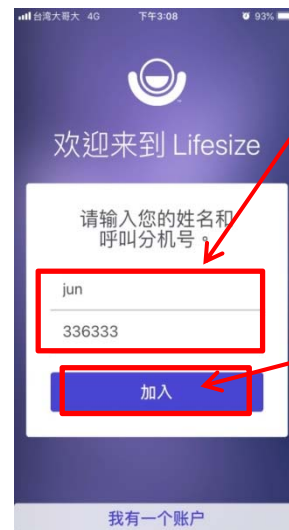 台湾大哥大 4G 下午3:08 93%
欢迎来到 Lifesize
请输入您的姓名和
呼叫分机号。
jun
336333
加入
我有一个账户